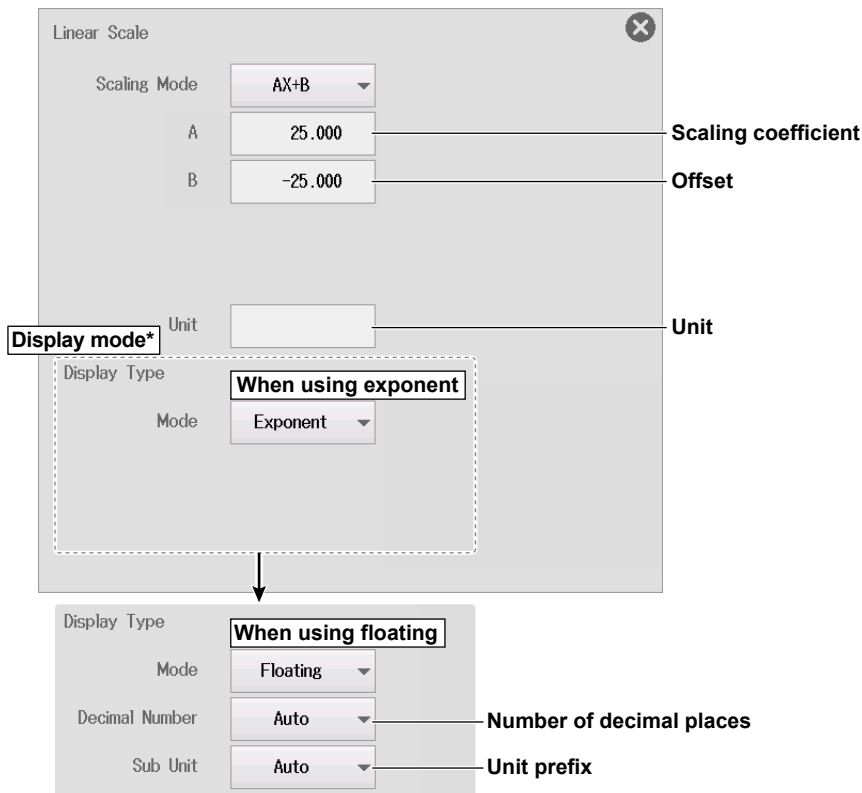 Linear Scale
Scaling Mode AX+B
A 25.000 Scaling coefficient
B -25.000 Offset
Unit Unit
Display mode*
Display Type
When using exponent
Mode Exponent
Display Type
When using floating
Mode Floating
Decimal Number Auto Number of decimal places
Sub Unit Auto Unit prefix